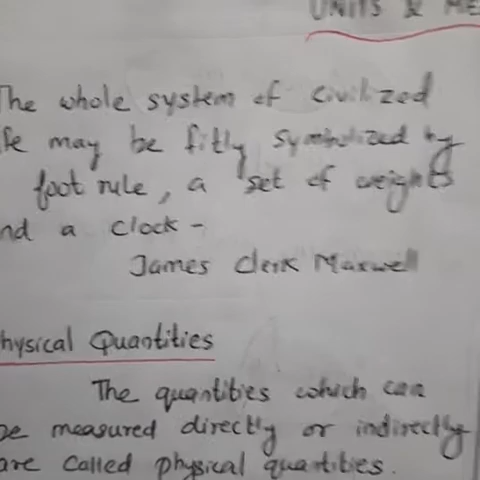 UNITS & ME
The whole system of civilized
fe may be fitly symbolized by
foot rule, a set of weights
nd a clock -
James Clerk Maxwell
hysical Quantities
The quantities which can
be measured directly or indirectly
are called physical quantities.